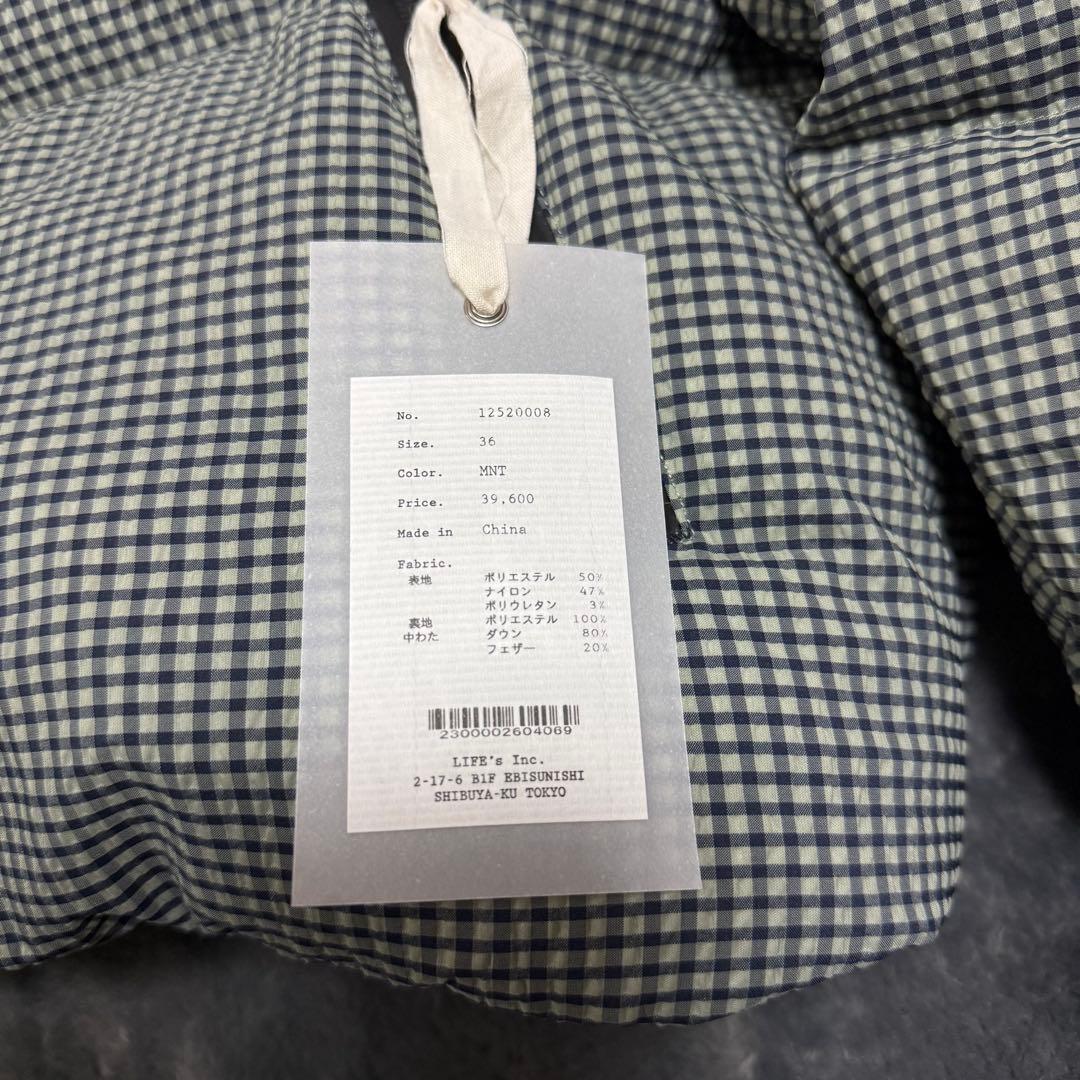 No. 12520008
Size. 36
Color. MNT
Price. 39,600
Made in China
Fabric.
表地 ポリエステル 50%
ナイロン 47%
ポリウレタン 3%
裏地 ポリエステル 100%
中わた ダウン 80%
フェザー 20%
2300002604069
LIFE's Inc.
2-17-6 B1F EBISUNISHI
SHIBUYA-KU TOKYO